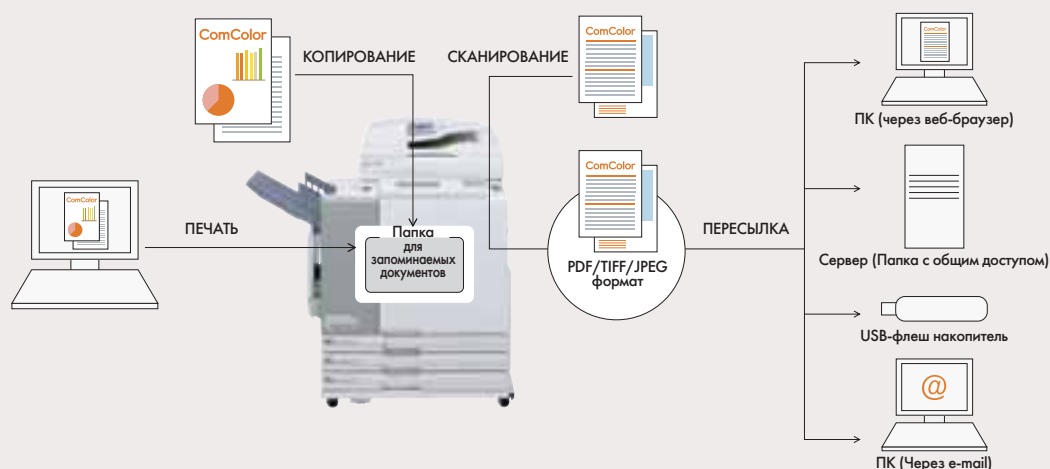 ComColor
КОПИРОВАНИЕ
СКАНИРОВАНИЕ
ComColor
ПК (через веб-браузер)
ComColor
ComColor
ПЕЧАТЬ
Папка
для
запоминаемых
документов
PDF/TIFF/JPEG
формат
ПЕРЕСЫЛКА
Сервер (Папка с общим доступом)
USB-флеш накопитель
@
ПК (Через e-mail)